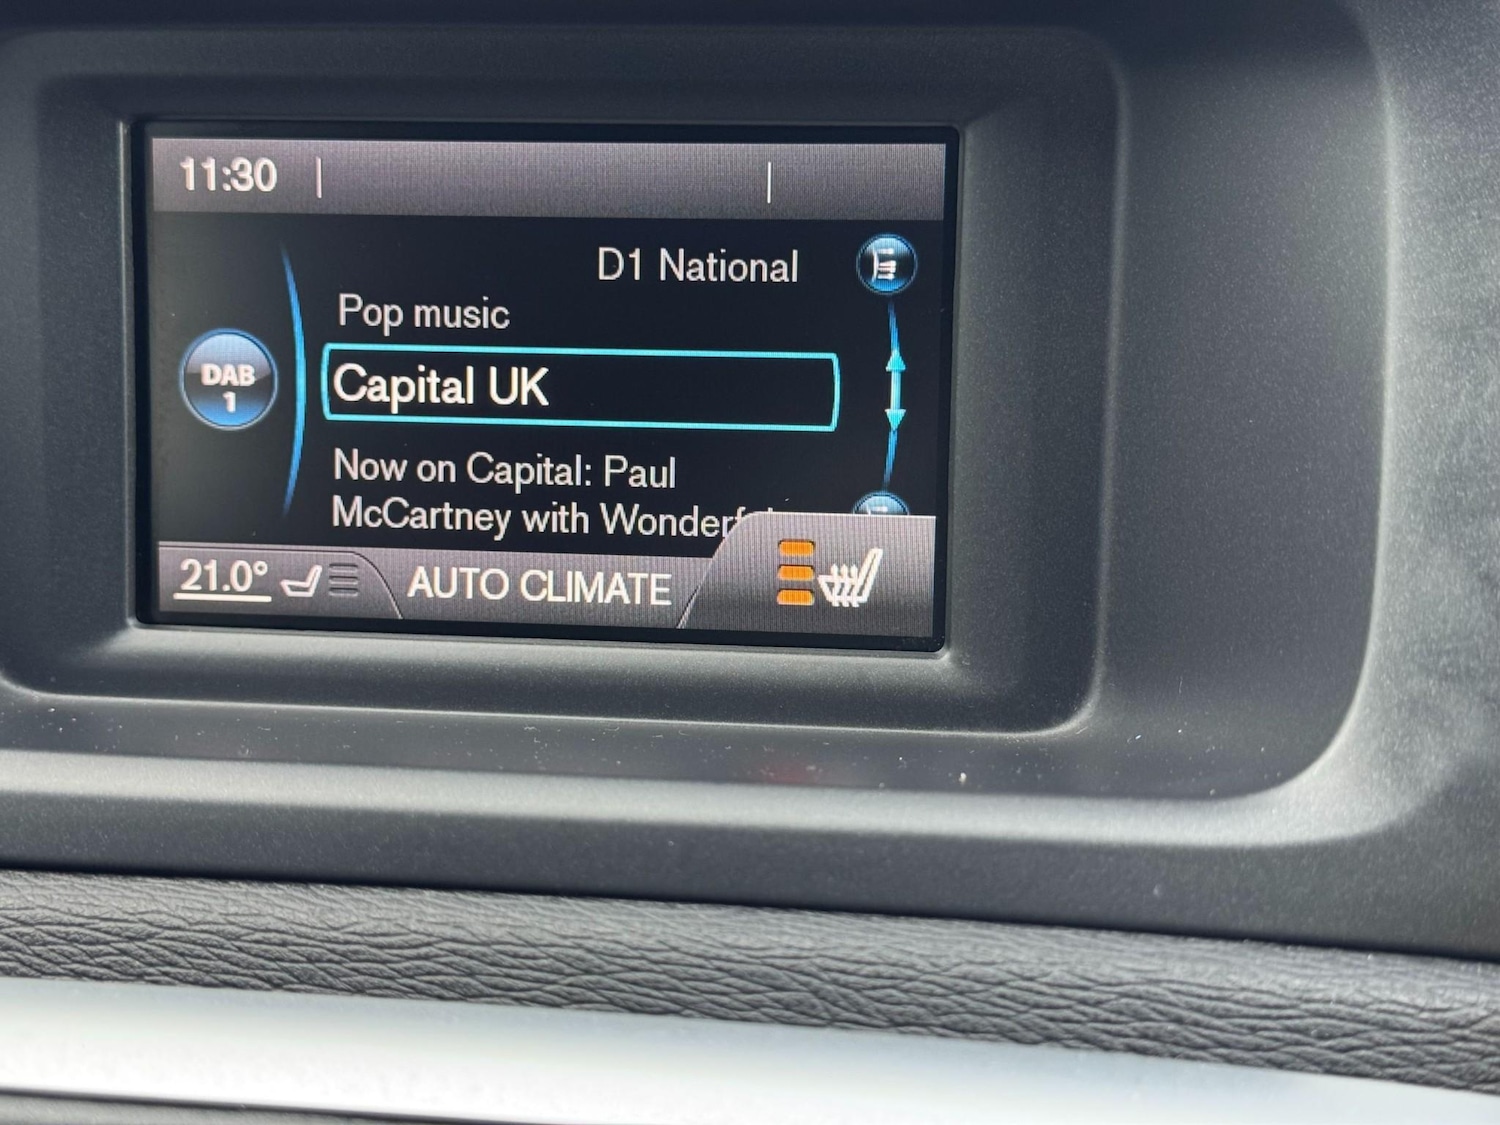 11:30
D1 National
Pop music
DAB
1
Capital UK
Now on Capital: Paul
McCartney with
21.0°
AUTO CLIMATE